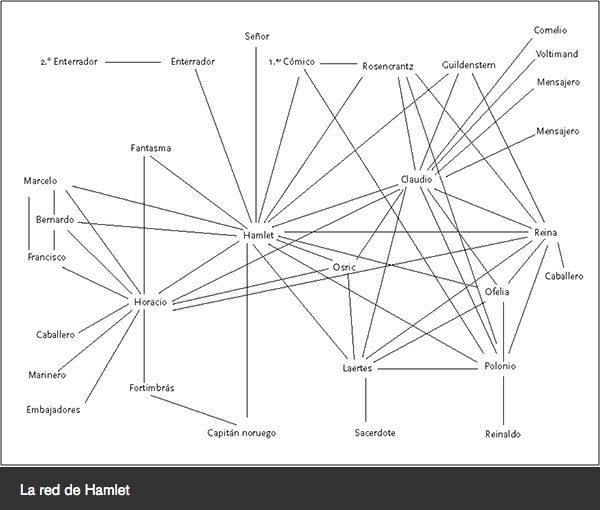 Señor
Cornelio
Voltimand
2.º Enterrador
Enterrador
1.er Cómico
Rosencrantz
Guildenstern
Mensajero
Mensajero
Fantasma
Marcelo
Claudio
Bernardo
Hamlet
Reina
Francisco
Osric
Caballero
Ofelia
Horacio
Caballero
Laertes
Polonio
Marinero
Fortimbrás
Embajadores
Capitán noruego
Sacerdote
Reinaldo
La red de Hamlet